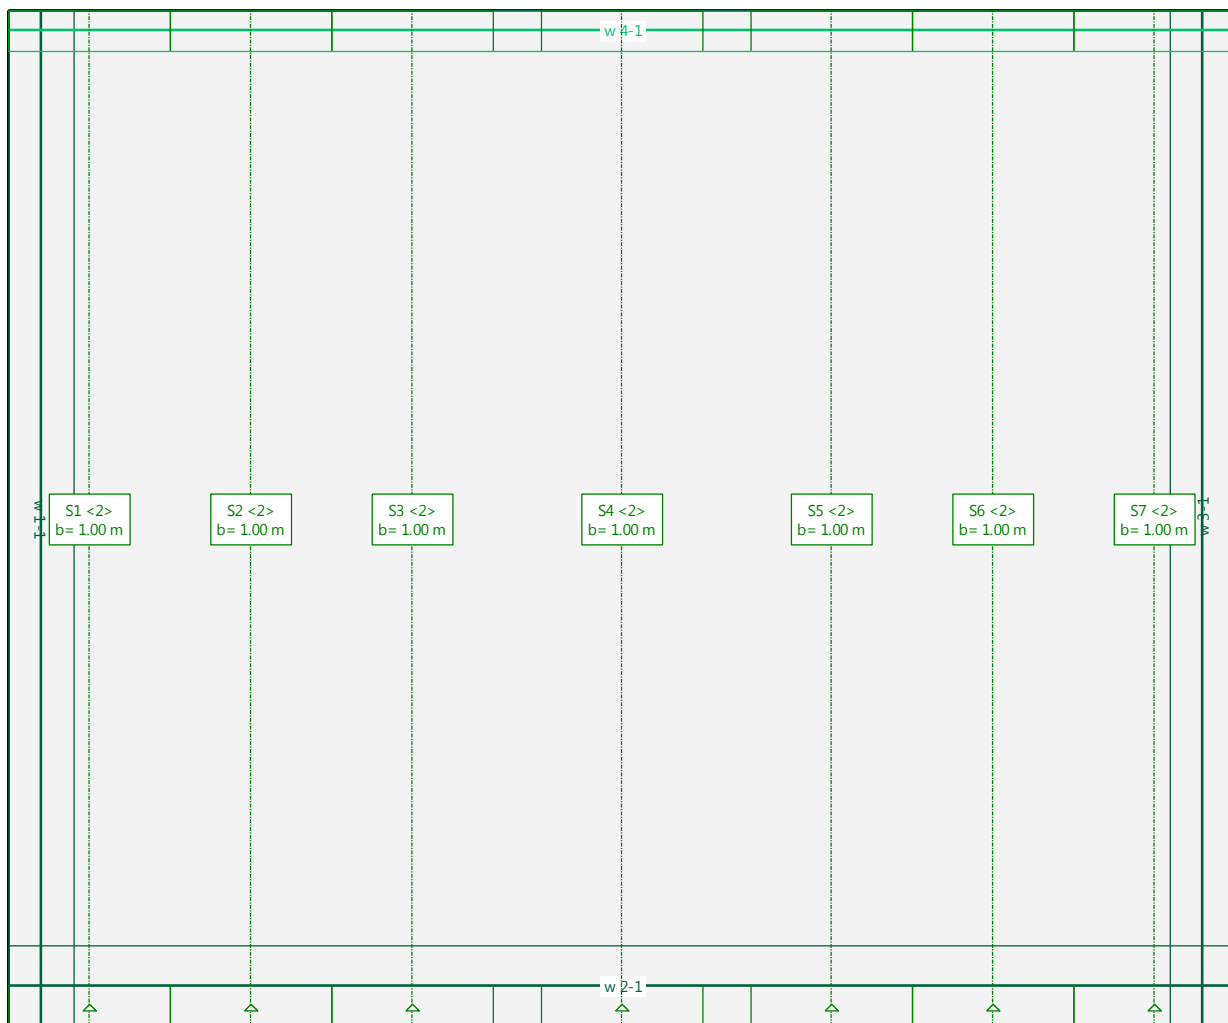 w 4-1
w 1-1
S1 <2>
b= 1.00 m
S2 <2>
b= 1.00 m
S3 <2>
b= 1.00 m
S4 <2>
b= 1.00 m
S5 <2>
b= 1.00 m
S6 <2>
b= 1.00 m
S7 <2>
b= 1.00 m
w 3-1
w 2-1